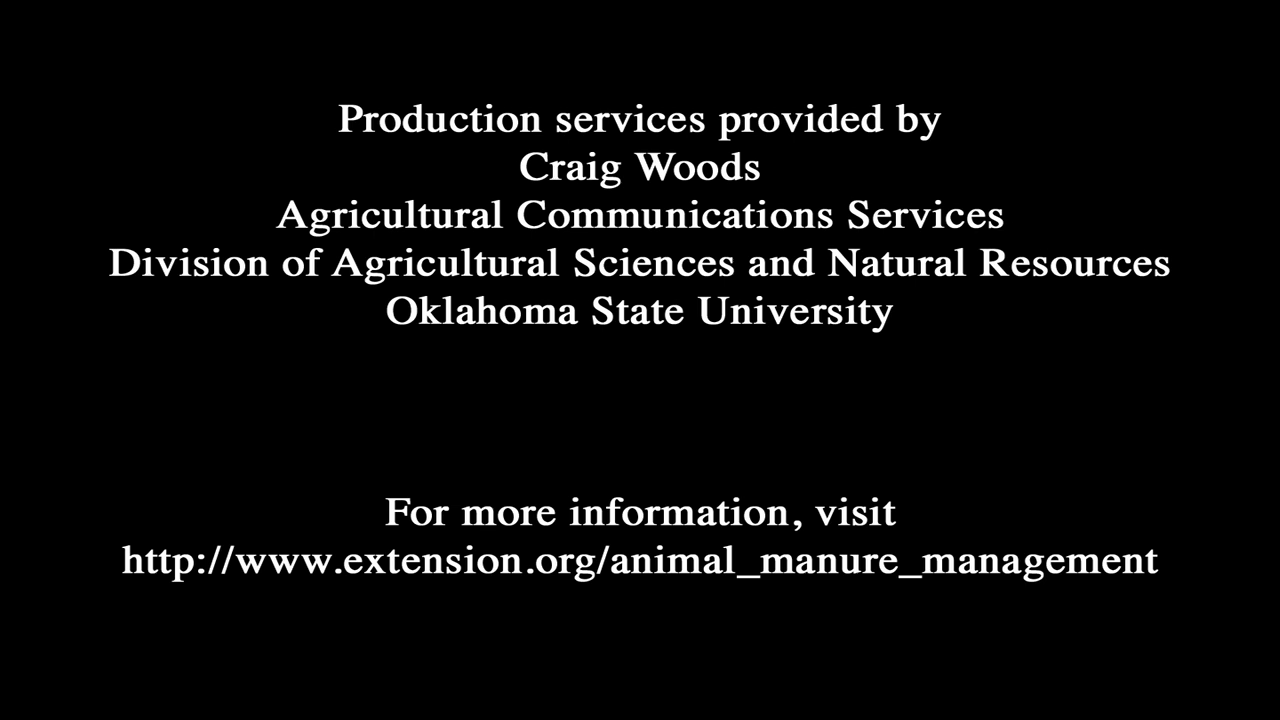 Production services provided by
Craig Woods
Agricultural Communications Services
Division of Agricultural Sciences and Natural Resources
Oklahoma State University
For more information, visit
http://www.extension.org/animal_manure_management